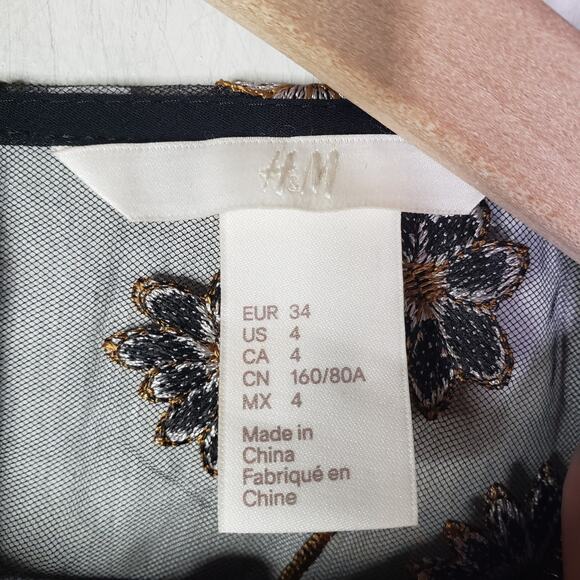 H&M
EUR 34
US 4
CA 4
CN 160/80A
MX 4
Made in
China
Fabriqué en
Chine